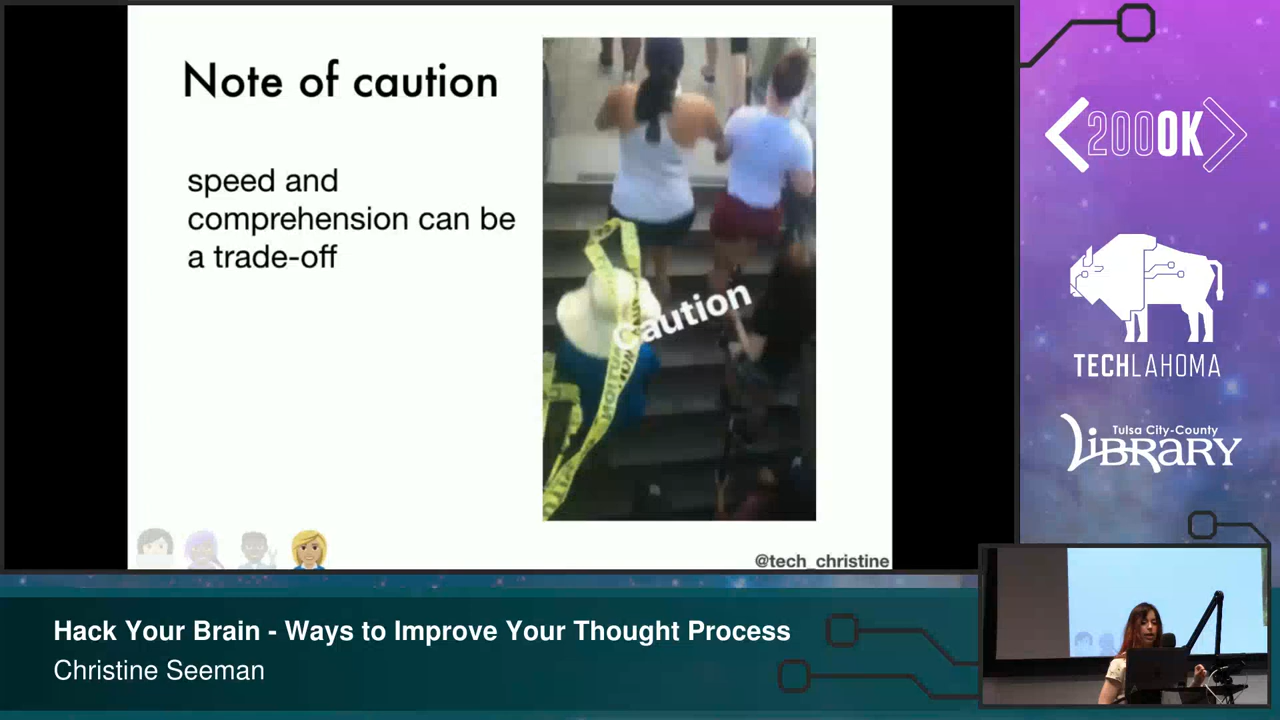 Note of caution
speed and
comprehension can be
a trade-off
Caution
@tech_christine
200OK
TECHLAHOMA
Tulsa City-County
LIBRARY
Hack Your Brain - Ways to Improve Your Thought Process
Christine Seeman